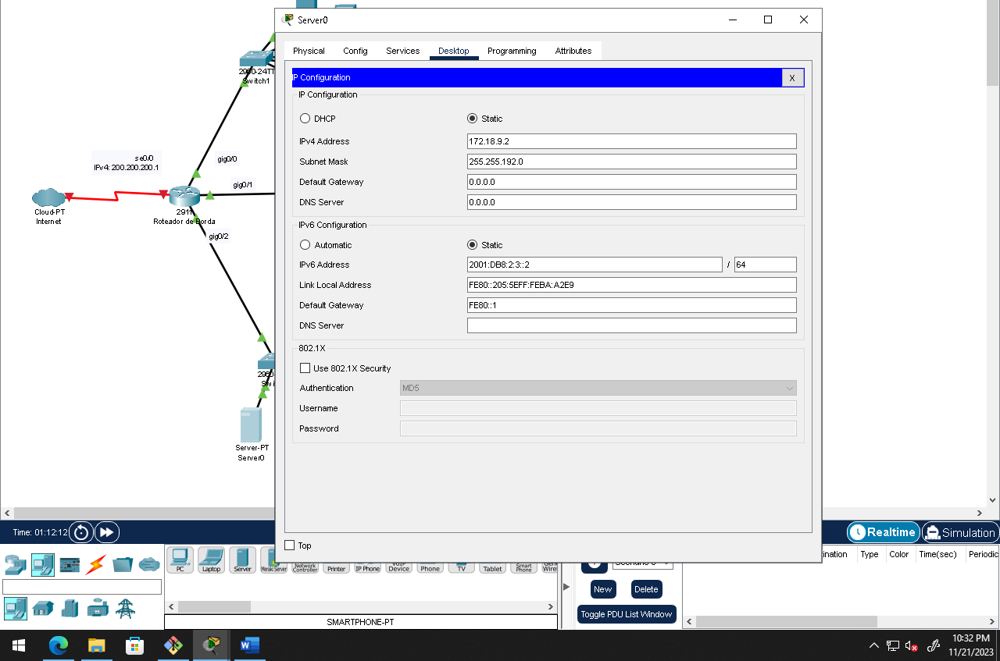 Server0
Physical Config Services Desktop Programming Attributes
IP Configuration X
IP Configuration
DHCP Static
IPv4 Address 172.18.9.2
Subnet Mask 255.255.192.0
Default Gateway 0.0.0.0
DNS Server 0.0.0.0
IPv6 Configuration
Automatic Static
IPv6 Address 2001:DB8:2:3::2 / 64
Link Local Address FE80::205:5EFF:FEBA:A2E9
Default Gateway FE80::1
DNS Server
802.1X
Use 802.1X Security
Authentication MD5
Username
Password
Top
2960-24TT
Switch1
se0/0
IPv4: 200.200.200.1
gig0/0
gig0/1
Cloud-PT
Internet
2911
Roteador de Borda
gig0/2
2960-
Swi
Server-PT
Server0
Time: 01:12:12
Realtime Simulation
PC Laptop Server MerakiServer Network Controller Printer IP Phone VoIP Device Phone TV Tablet Smart Phone
SMARTPHONE-PT
New Delete
Toggle PDU List Window
ination Type Color Time(sec) Periodic
10:32 PM
11/21/2023